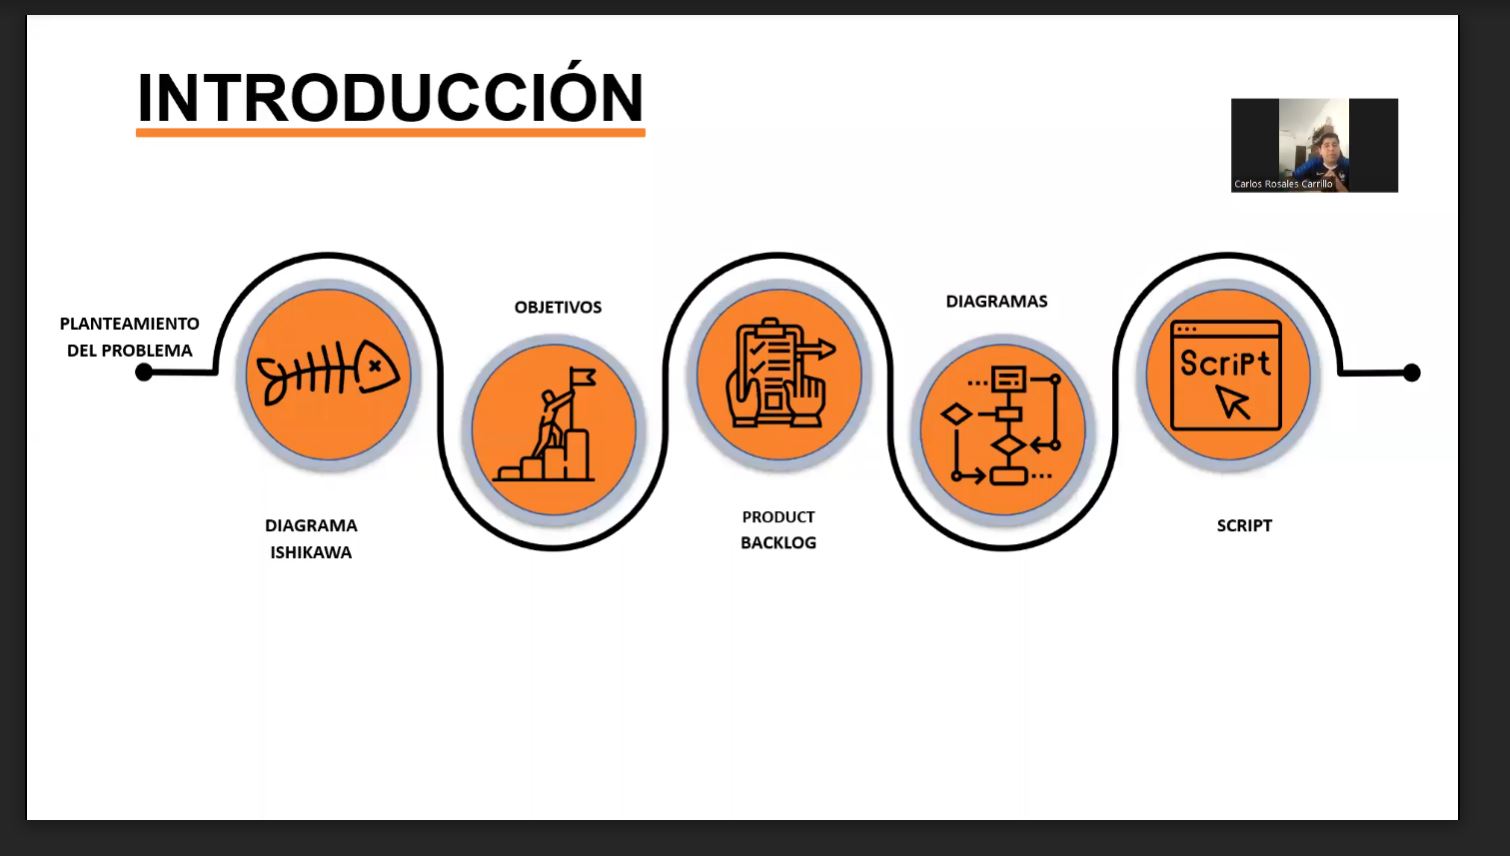 INTRODUCCIÓN
Carlos Rosales Carrillo
PLANTEAMIENTO
DEL PROBLEMA
DIAGRAMA
ISHIKAWA
OBJETIVOS
PRODUCT
BACKLOG
DIAGRAMAS
Script
SCRIPT